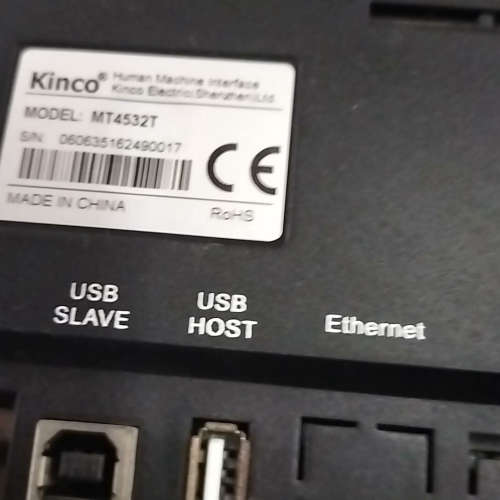 Kinco® Human Machine Interface
Kinco Electric(Shenzhen)Ltd.
MODEL: MT4532T
S/N: 060635162490017
CE
MADE IN CHINA
RoHS
USB
SLAVE
USB
HOST
Ethernet